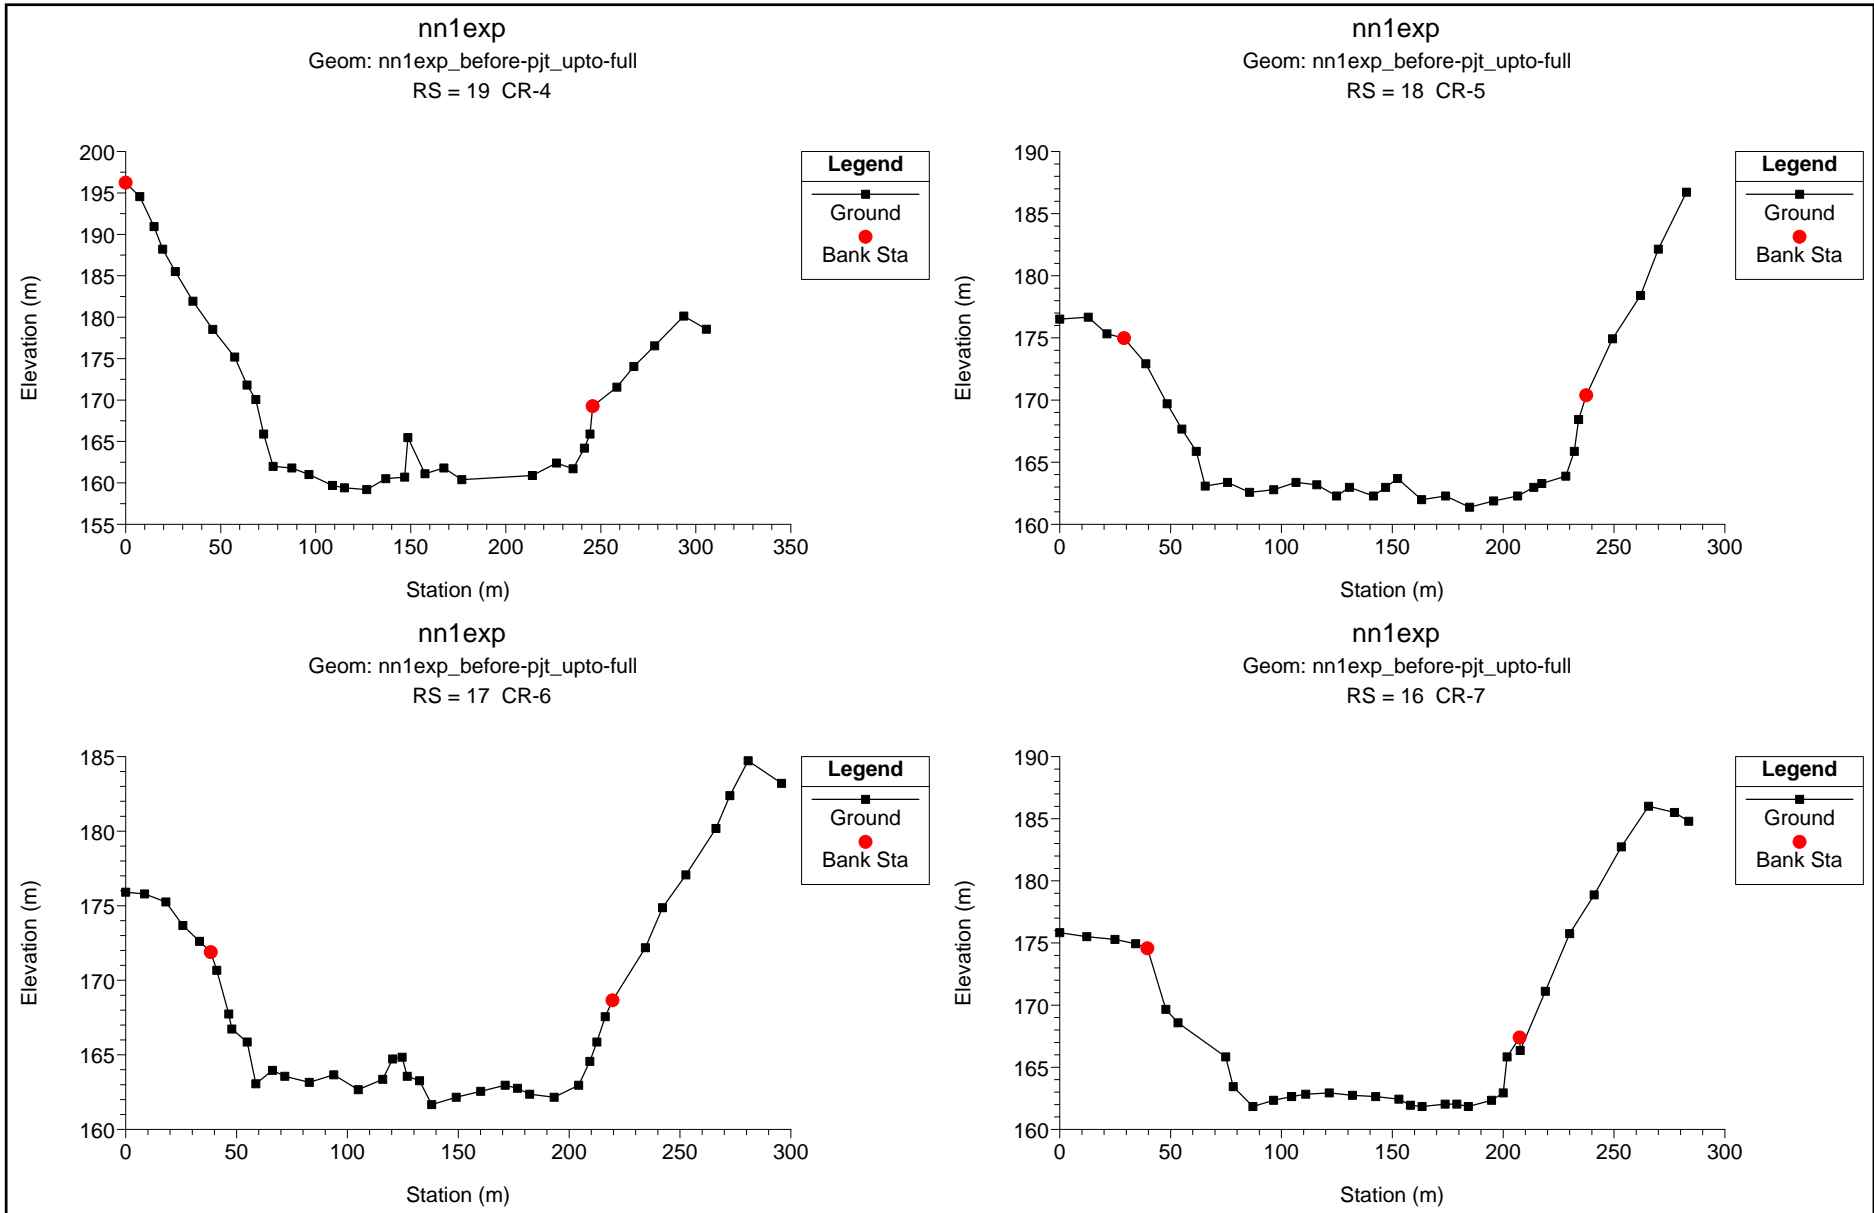 nn1exp
Geom: nn1exp_before-pjt_upto-full
RS = 19 CR-4
200
195
190
185
180
175
170
165
160
155
0 50 100 150 200 250 300 350
Station (m)
Elevation (m)
Legend
Ground
Bank Sta
nn1exp
Geom: nn1exp_before-pjt_upto-full
RS = 18 CR-5
190
185
180
175
170
165
160
0 50 100 150 200 250 300
Station (m)
Elevation (m)
Legend
Ground
Bank Sta
nn1exp
Geom: nn1exp_before-pjt_upto-full
RS = 17 CR-6
185
180
175
170
165
160
0 50 100 150 200 250 300
Station (m)
Elevation (m)
Legend
Ground
Bank Sta
nn1exp
Geom: nn1exp_before-pjt_upto-full
RS = 16 CR-7
190
185
180
175
170
165
160
0 50 100 150 200 250 300
Station (m)
Elevation (m)
Legend
Ground
Bank Sta